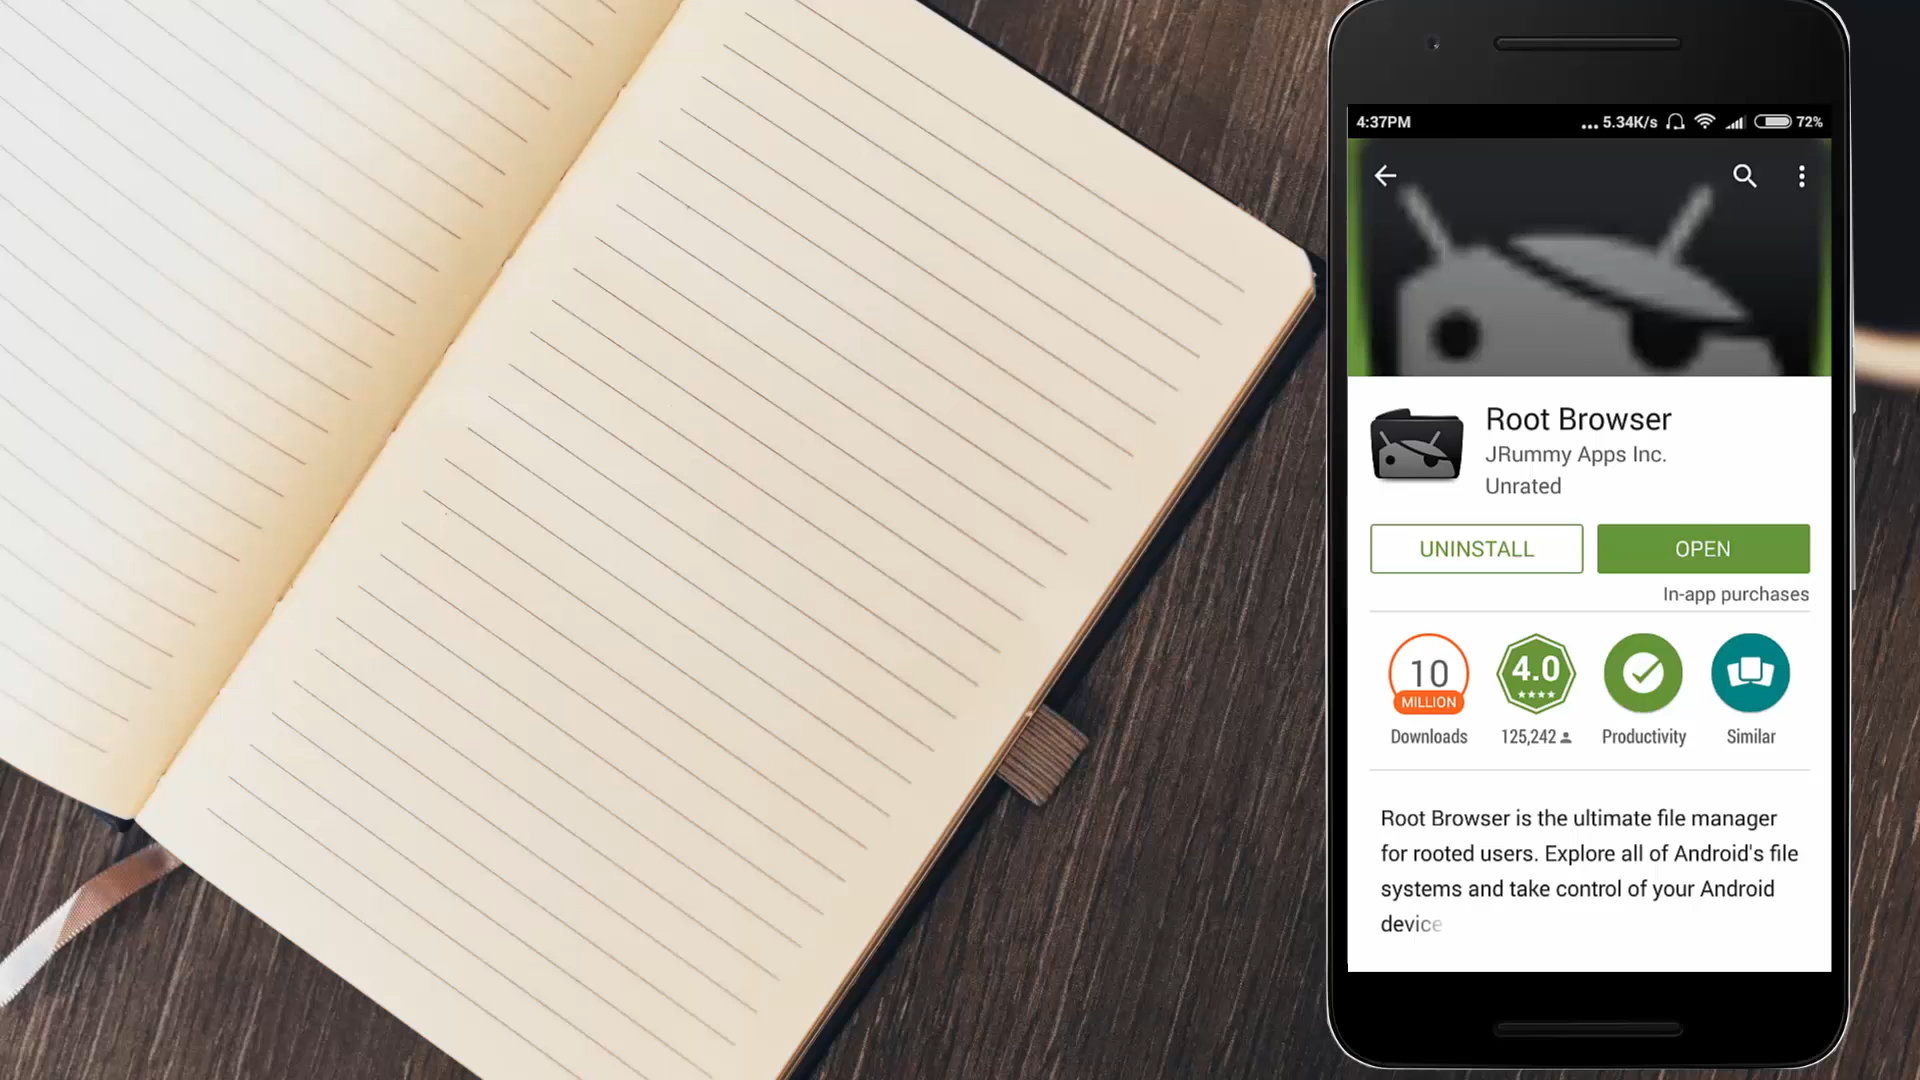 4:37PM
... 5.34K/s
72%
Root Browser
JRummy Apps Inc.
Unrated
UNINSTALL
OPEN
In-app purchases
10
MILLION
4.0
Downloads
125,242
Productivity
Similar
Root Browser is the ultimate file manager
for rooted users. Explore all of Android's file
systems and take control of your Android
device